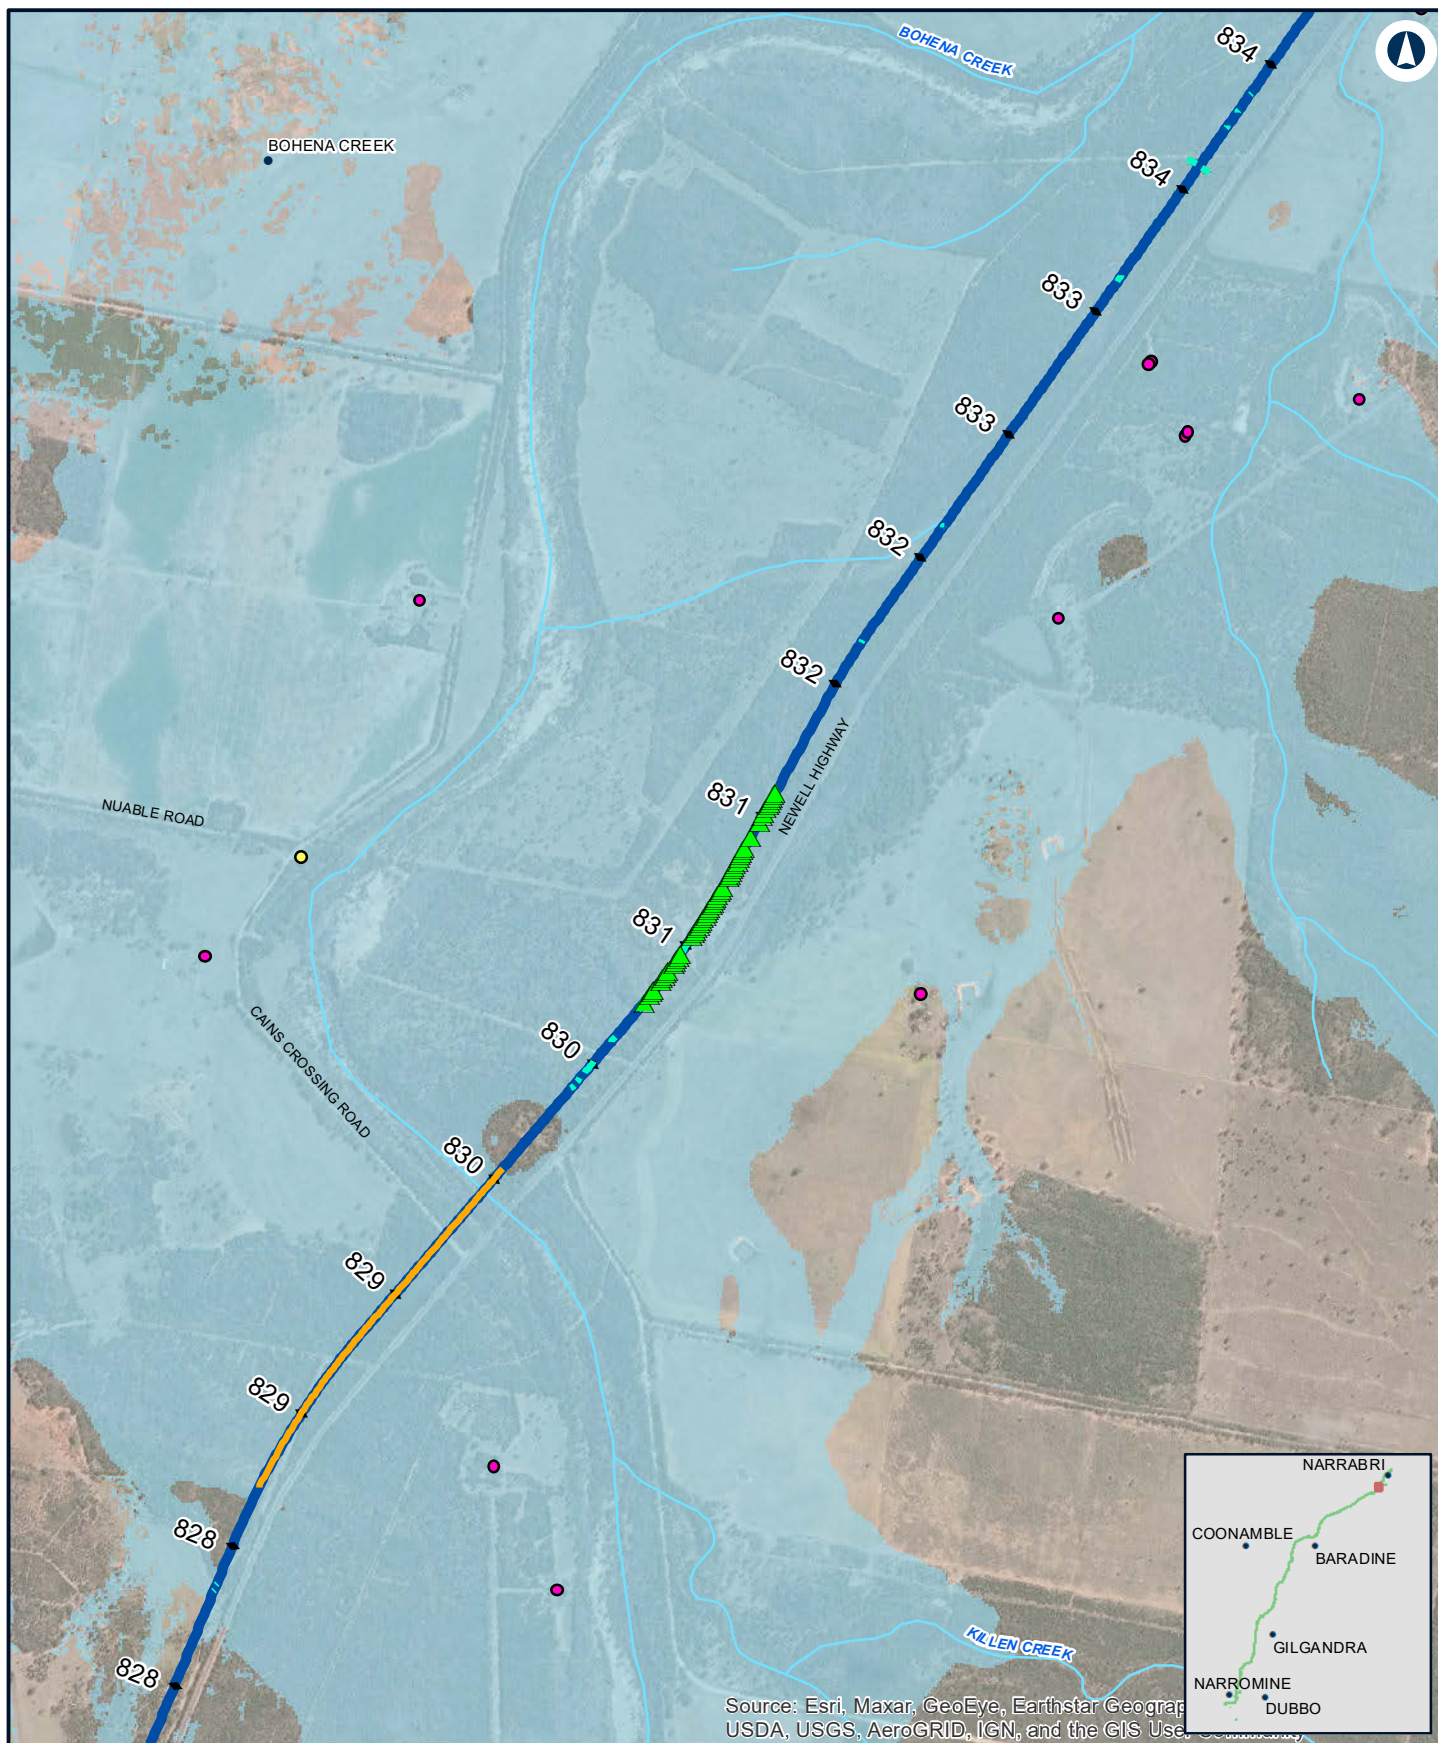 834
BOHENA CREEK
BOHENA CREEK
834
833
833
832
832
831
NEWELL HIGHWAY
NUABLE ROAD
831
CAINS CROSSING ROAD
830
830
829
829
828
828
KILLEN CREEK
NARRABRI
COONAMBLE
BARADINE
GILGANDRA
NARROMINE
DUBBO
Source: Esri, Maxar, GeoEye, Earthstar
USDA, USGS, AeroGRID, IGN, and the GIS User Community